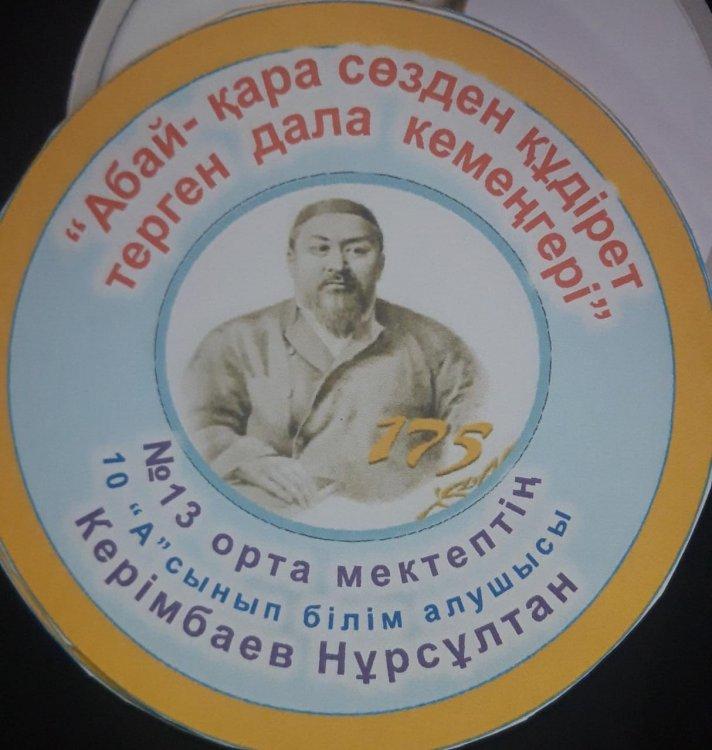 “Абай- қара сөзден құдірет
терген дала кемеңгері”
175
№13 орта мектептің
10 “А”сынып білім алушысы
Керімбаев Нұрсұлтан